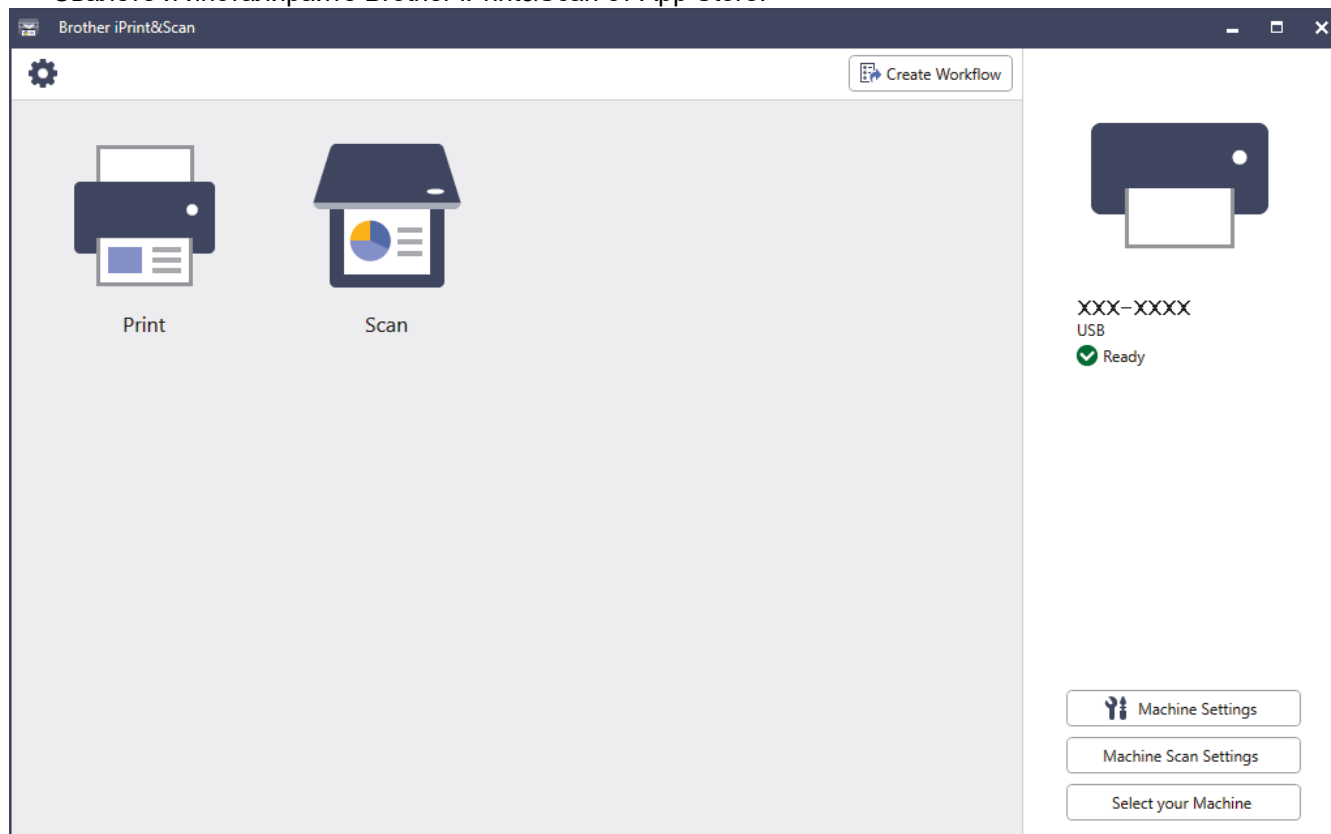 Brother iPrint&Scan
Create Workflow
Print
Scan
XXX-XXXX
USB
Ready
Machine Settings
Machine Scan Settings
Select your Machine